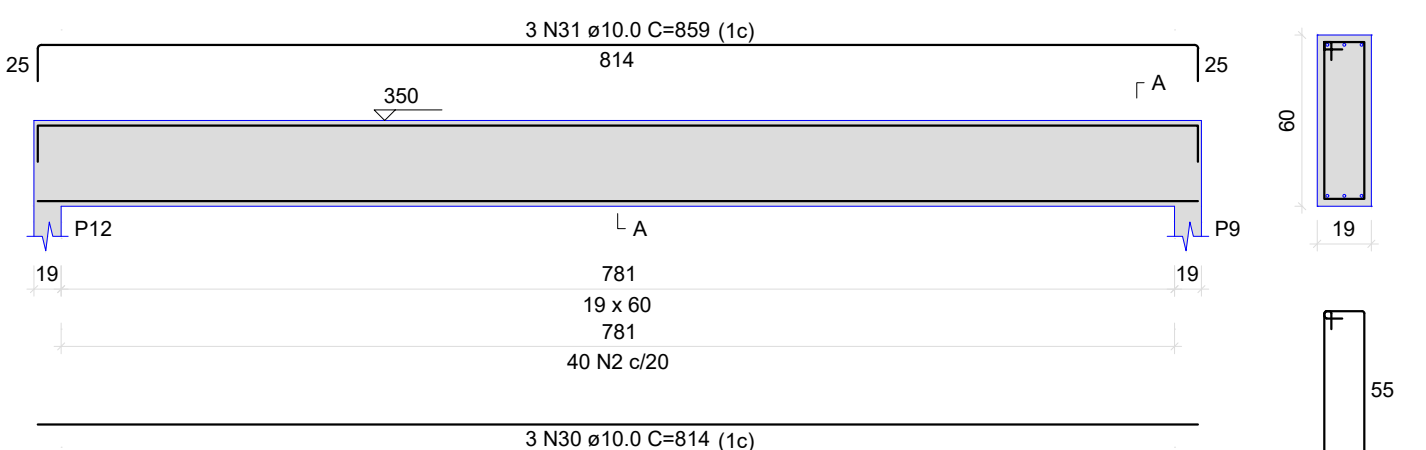 3 N31 ø10.0 C=859 (1c)
25
814
25
A
350
60
P12
A
P9
19
19
781
19
19 x 60
781
40 N2 c/20
55
3 N30 ø10.0 C=814 (1c)